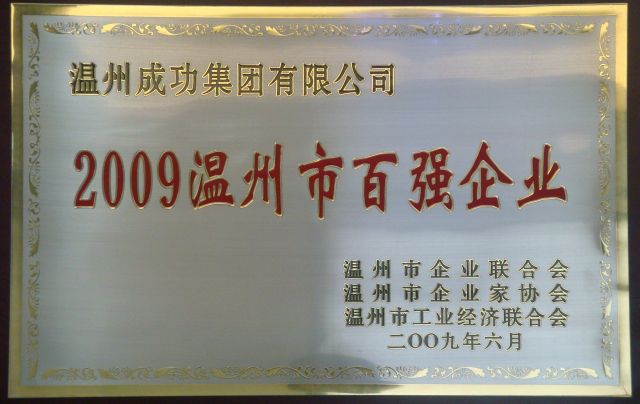 温州成功集团有限公司
2009温州市百强企业
温州市企业联合会
温州市企业家协会
温州市工业经济联合会
二〇〇九年六月